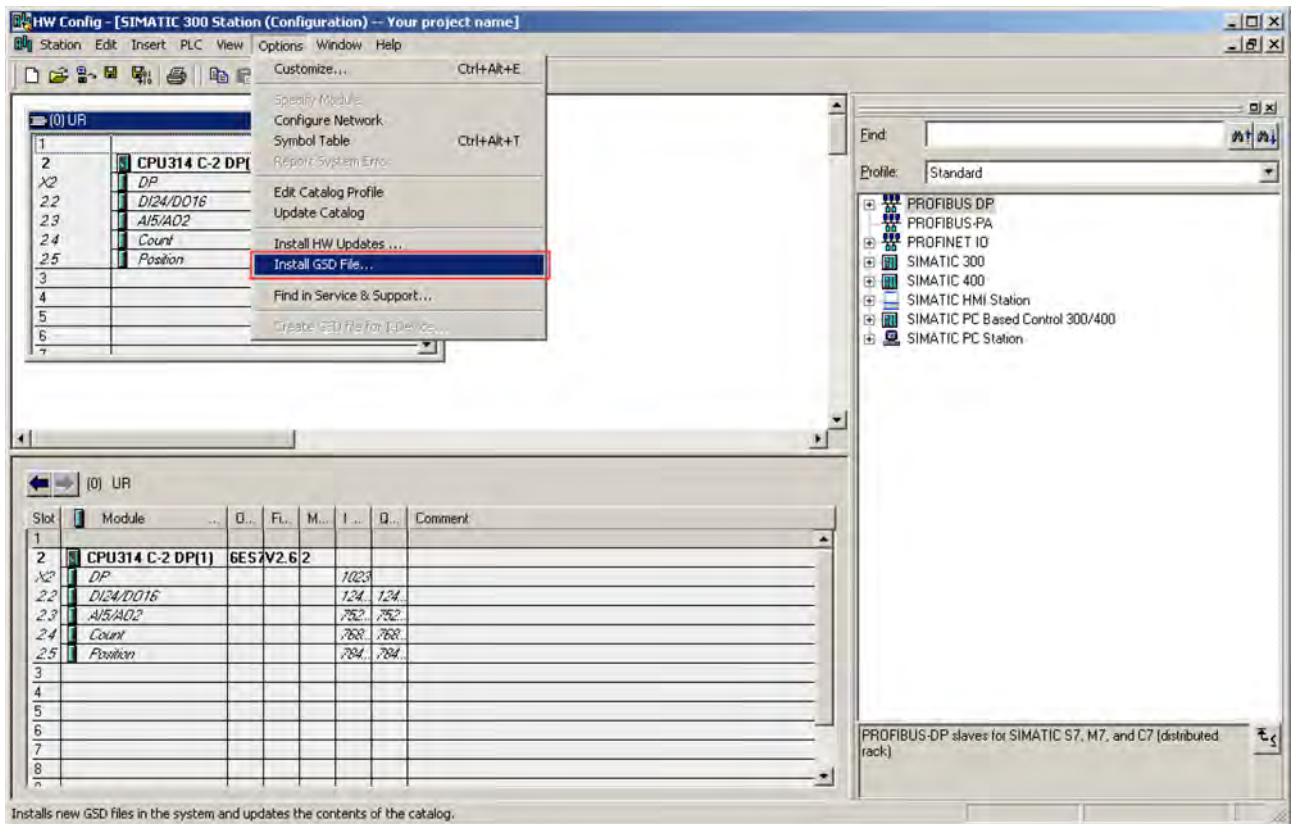 HW Config - [SIMATIC 300 Station (Configuration) -- Your project name]
Station Edit Insert PLC View Options Window Help
Customize... Ctrl+Alt+E
Specify Module...
Configure Network
Symbol Table Ctrl+Alt+T
Report System Error...
Edit Catalog Profile
Update Catalog
Install HW Updates ...
Install GSD File...
Find in Service & Support...
Create GSD file for I-Device...
(0) UR
1
2 CPU314 C-2 DP(
X2 DP
2.2 DI24/DO16
2.3 AI5/AO2
2.4 Count
2.5 Position
3
4
5
6
7
Find:
Profile: Standard
PROFIBUS DP
PROFIBUS-PA
PROFINET IO
SIMATIC 300
SIMATIC 400
SIMATIC HMI Station
SIMATIC PC Based Control 300/400
SIMATIC PC Station
(0) UR
Slot Module ... O... Fi... M... I ... Q... Comment
1
2 CPU314 C-2 DP(1) 6ES7 V2.6 2
X2 DP 1023
2.2 DI24/DO16 124... 124...
2.3 AI5/AO2 752... 752...
2.4 Count 768... 768...
2.5 Position 784... 784...
3
4
5
6
7
8
PROFIBUS-DP slaves for SIMATIC S7, M7, and C7 (distributed
rack)
Installs new GSD files in the system and updates the contents of the catalog.